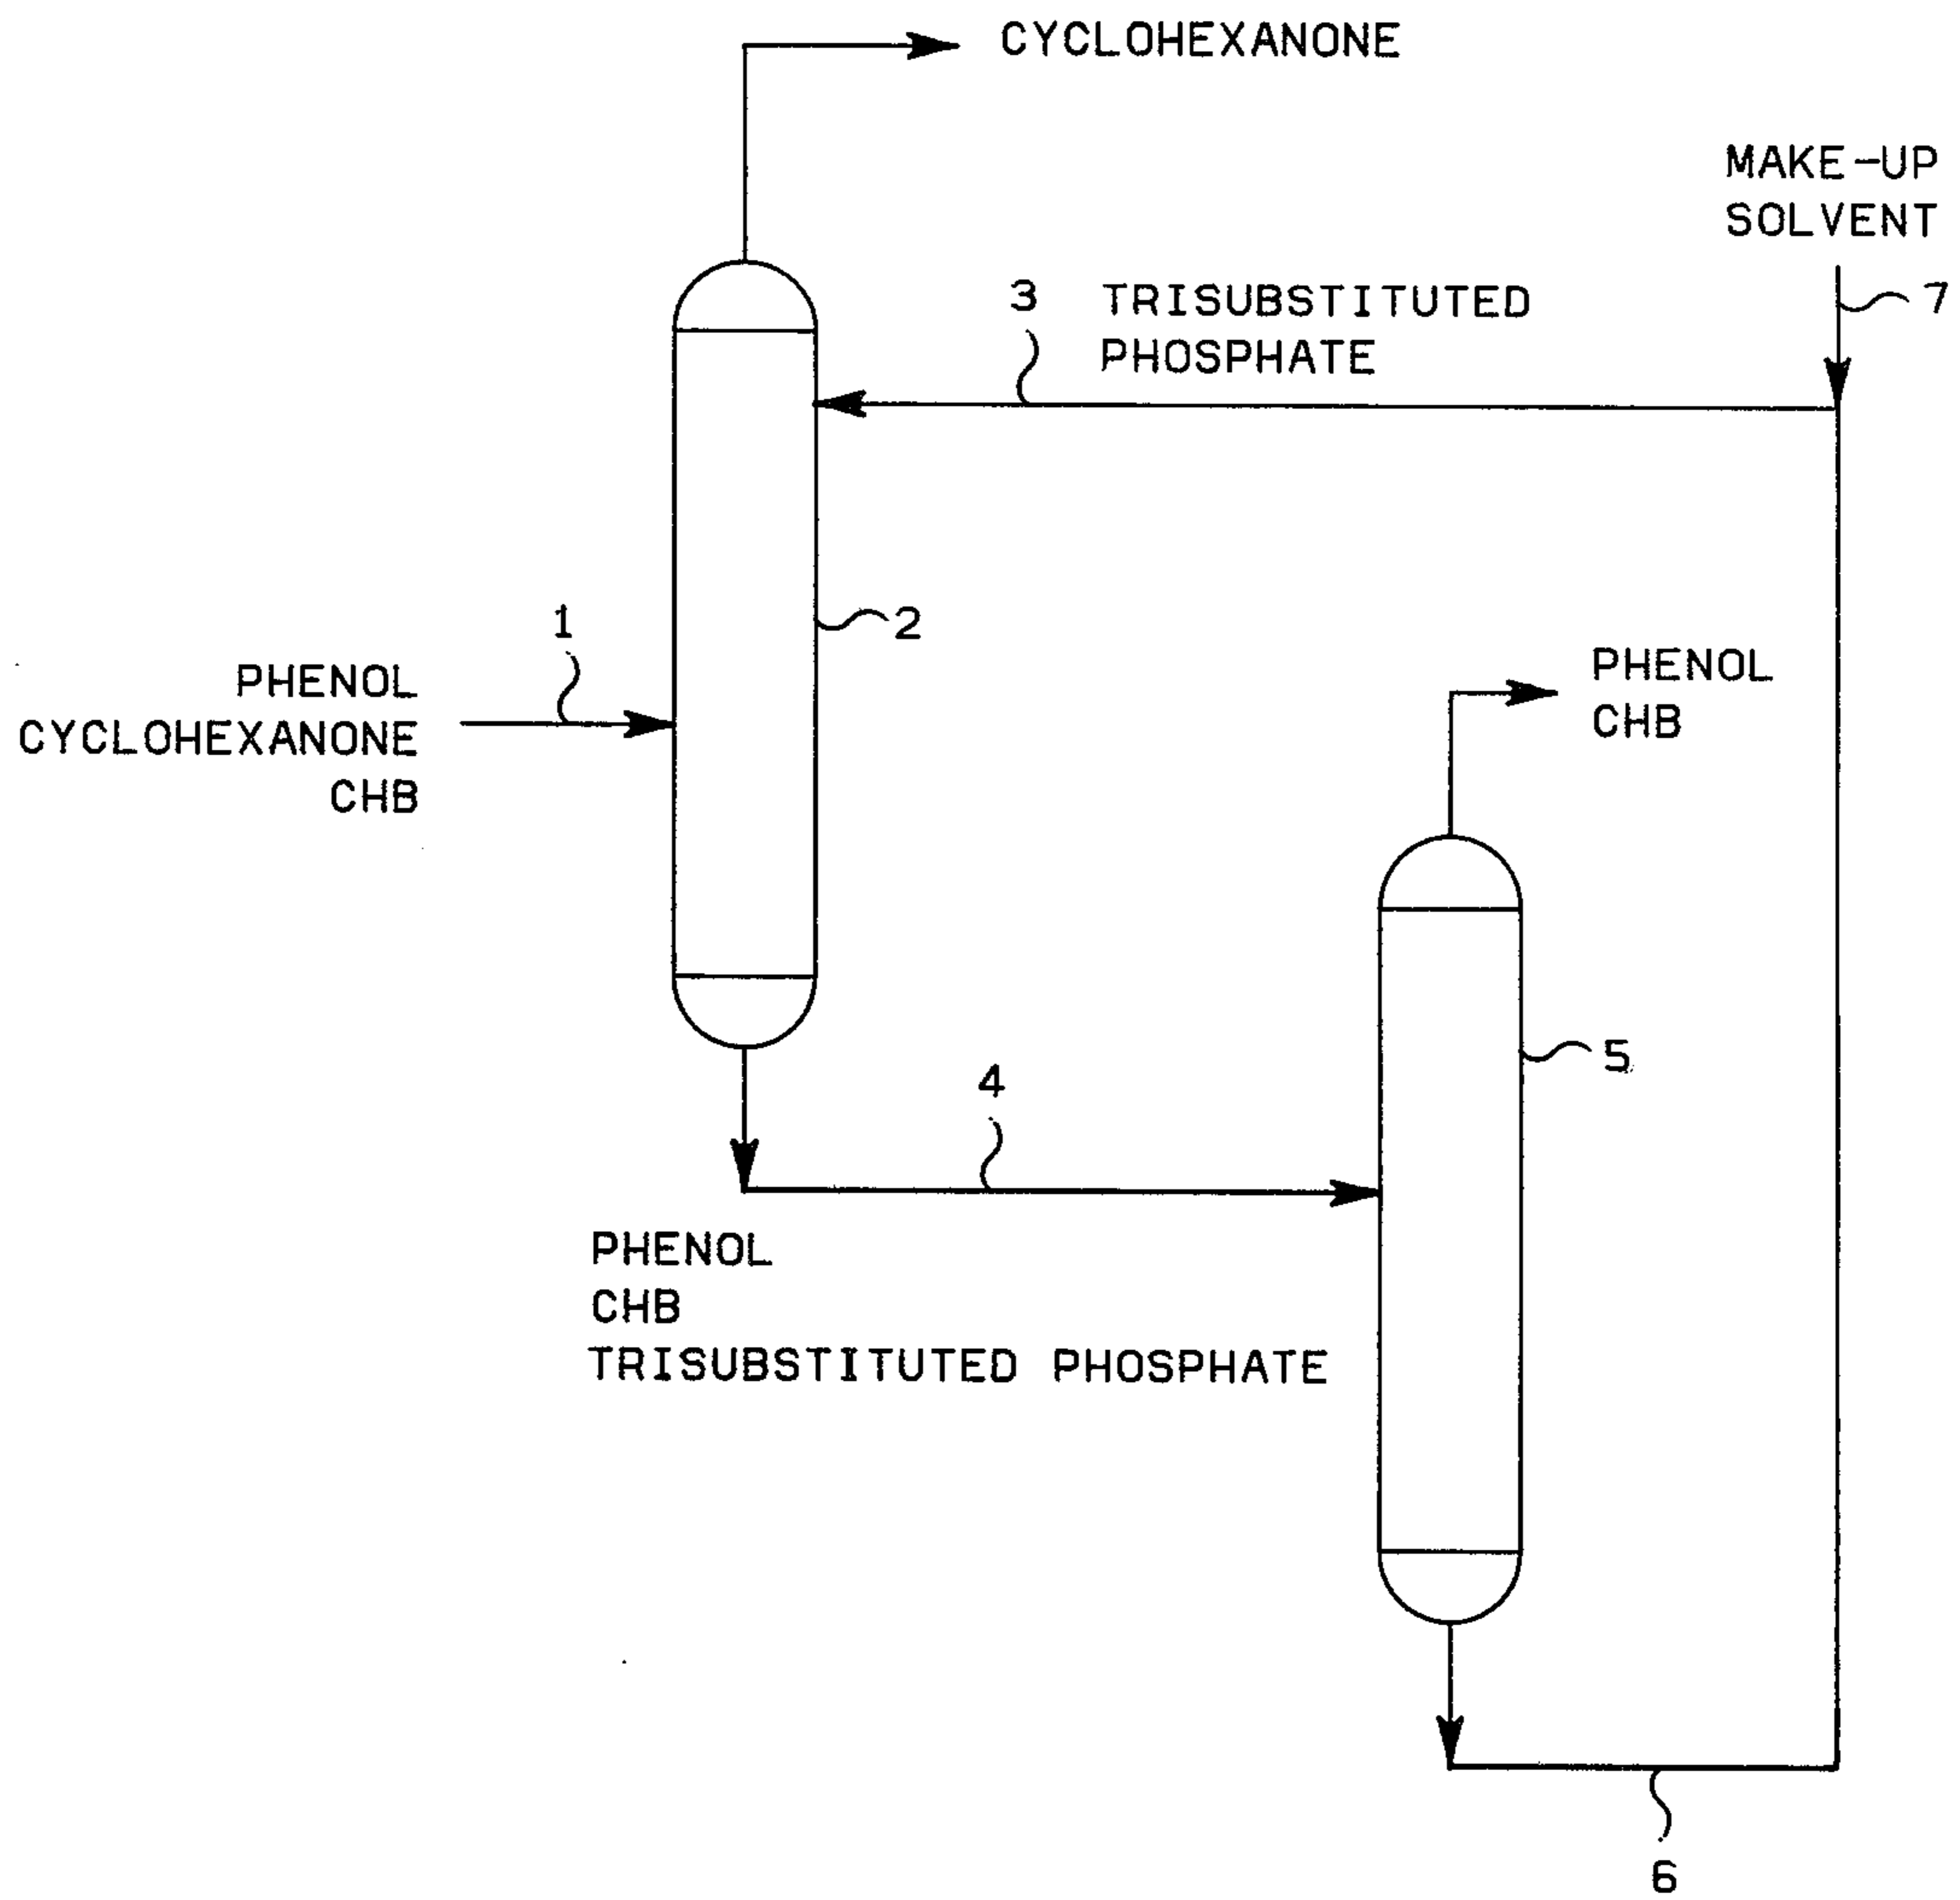 CYCLOHEXANONE
MAKE-UP
SOLVENT
3
TRISUBSTITUTED
PHOSPHATE
7
1
2
PHENOL
CYCLOHEXANONE
CHB
PHENOL
CHB
5
4
PHENOL
CHB
TRISUBSTITUTED PHOSPHATE
6